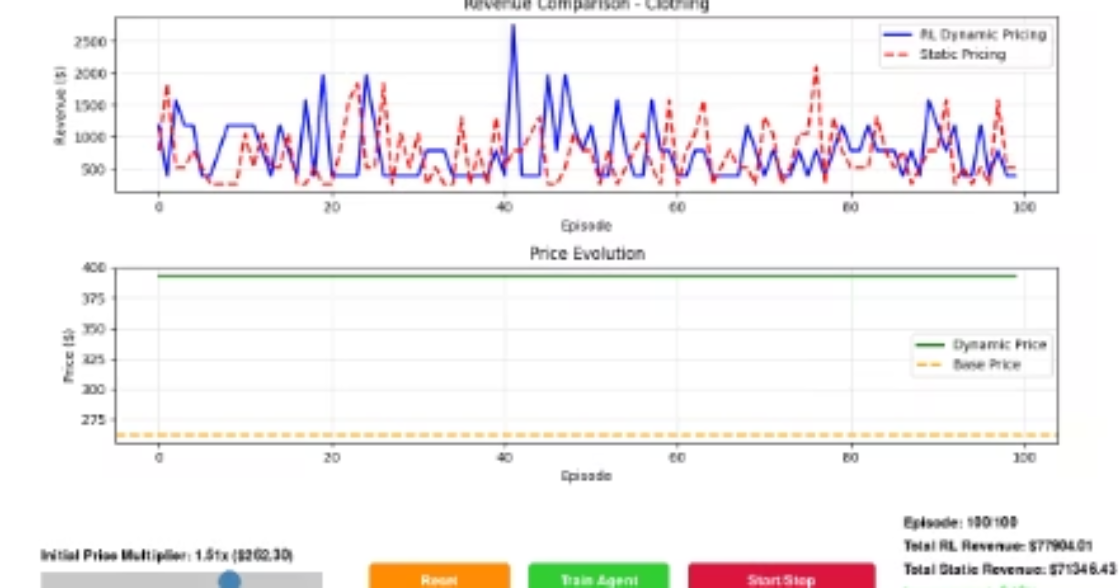 Revenue Comparison - Clothing
2500
2000
1500
1000
500
Revenue ($)
RL Dynamic Pricing
Static Pricing
0 20 40 60 80 100
Episode
Price Evolution
400
375
350
325
300
275
Price ($)
Dynamic Price
Base Price
0 20 40 60 80 100
Episode
Episode: 100/100
Initial Price Multiplier: 1.51x ($262.30)
Total RL Revenue: $77904.01
Total Static Revenue: $71346.43
Reset
Train Agent
Start/Stop